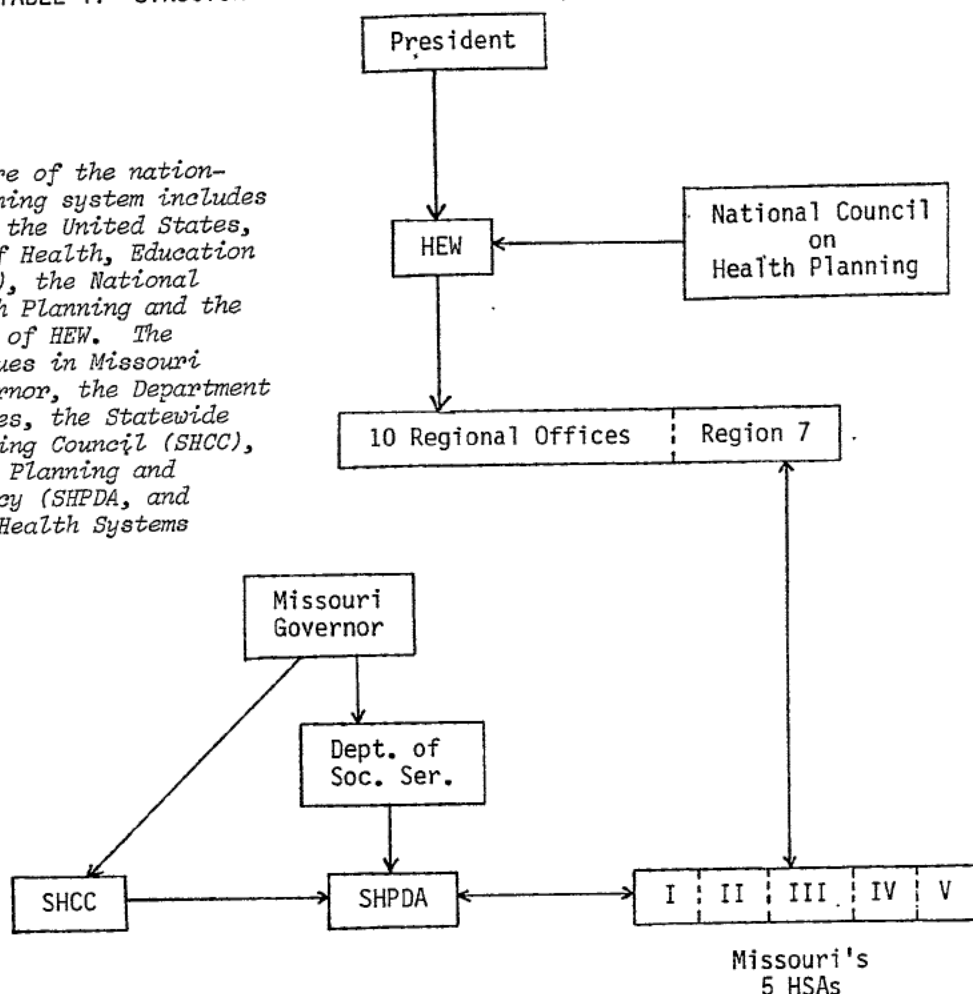 TABLE 1.
President
re of the nation-
ning system includes
the United States,
f Health, Education
), the National
h Planning and the
of HEW. The
ues in Missouri
rnor, the Department
es, the Statewide
ing Council (SHCC),
Planning and
cy (SHPDA, and
Health Systems
HEW
National Council
on
Health Planning
10 Regional Offices
Region 7
Missouri
Governor
Dept. of
Soc. Ser.
SHCC
SHPDA
I II III IV V
Missouri's
5 HSAs